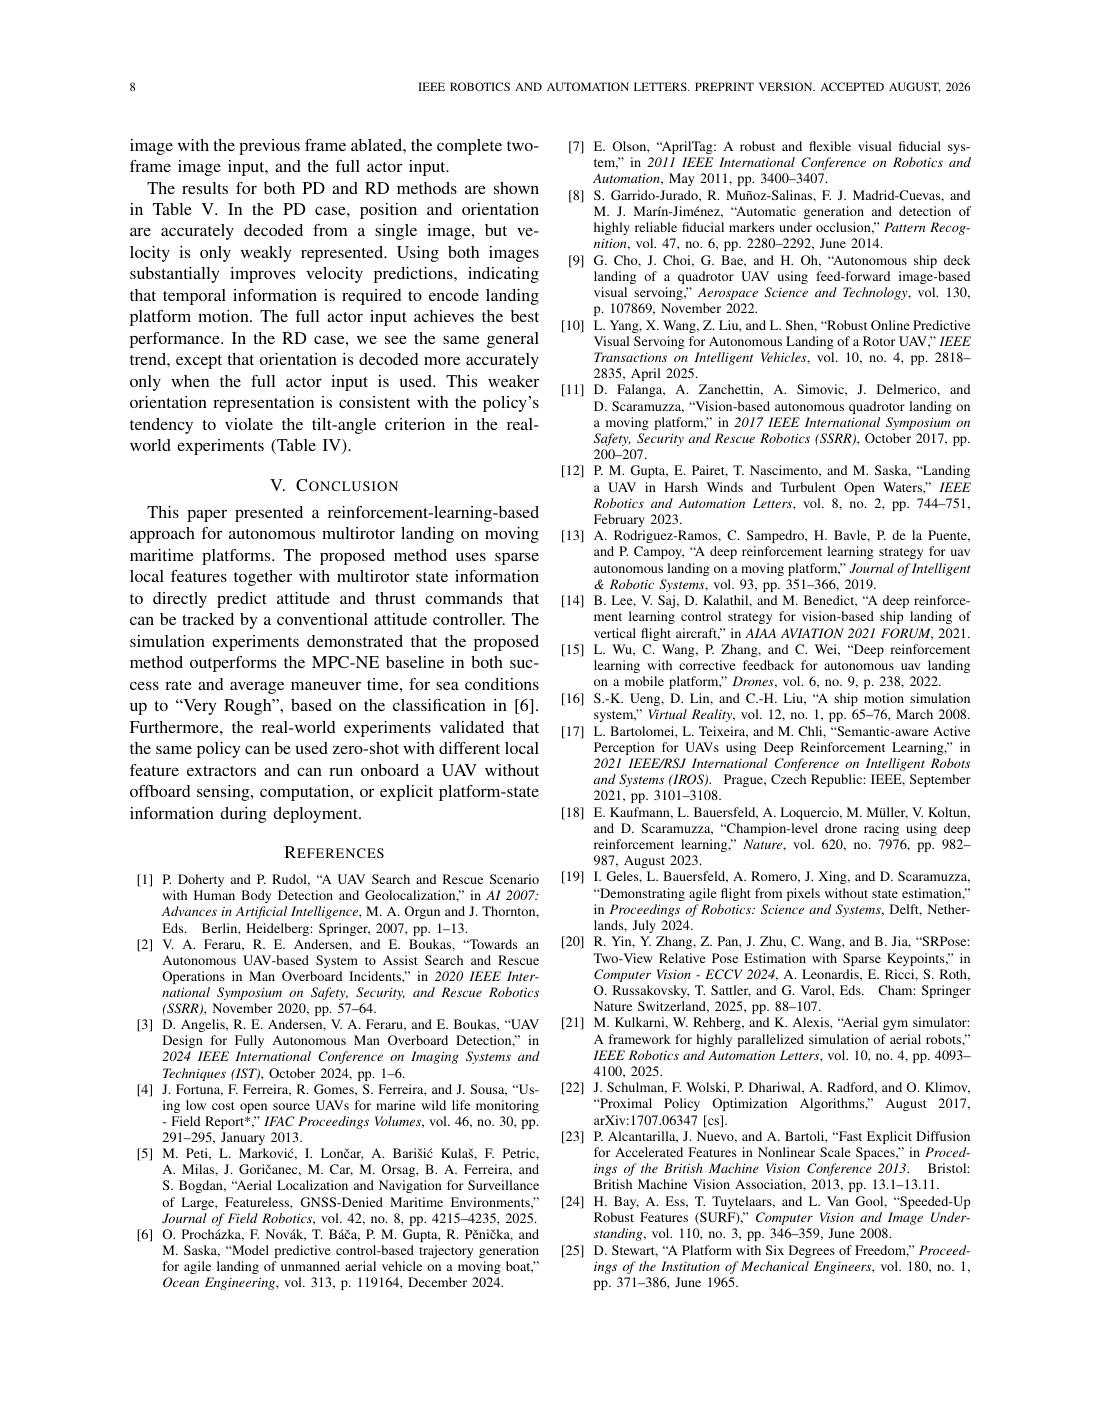 8
IEEE ROBOTICS AND AUTOMATION LETTERS. PREPRINT VERSION. ACCEPTED AUGUST, 2026
image with the previous frame ablated, the complete two-
frame image input, and the full actor input.
The results for both PD and RD methods are shown
in Table V. In the PD case, position and orientation
are accurately decoded from a single image, but ve-
locity is only weakly represented. Using both images
substantially improves velocity predictions, indicating
that temporal information is required to encode landing
platform motion. The full actor input achieves the best
performance. In the RD case, we see the same general
trend, except that orientation is decoded more accurately
only when the full actor input is used. This weaker
orientation representation is consistent with the policy’s
tendency to violate the tilt-angle criterion in the real-
world experiments (Table IV).
V. CONCLUSION
This paper presented a reinforcement-learning-based
approach for autonomous multirotor landing on moving
maritime platforms. The proposed method uses sparse
local features together with multirotor state information
to directly predict attitude and thrust commands that
can be tracked by a conventional attitude controller. The
simulation experiments demonstrated that the proposed
method outperforms the MPC-NE baseline in both suc-
cess rate and average maneuver time, for sea conditions
up to “Very Rough”, based on the classification in [6].
Furthermore, the real-world experiments validated that
the same policy can be used zero-shot with different local
feature extractors and can run onboard a UAV without
offboard sensing, computation, or explicit platform-state
information during deployment.
REFERENCES
[1] P. Doherty and P. Rudol, “A UAV Search and Rescue Scenario
with Human Body Detection and Geolocalization,” in AI 2007:
Advances in Artificial Intelligence, M. A. Orgun and J. Thornton,
Eds. Berlin, Heidelberg: Springer, 2007, pp. 1–13.
[2] V. A. Feraru, R. E. Andersen, and E. Boukas, “Towards an
Autonomous UAV-based System to Assist Search and Rescue
Operations in Man Overboard Incidents,” in 2020 IEEE Inter-
national Symposium on Safety, Security, and Rescue Robotics
(SSRR), November 2020, pp. 57–64.
[3] D. Angelis, R. E. Andersen, V. A. Feraru, and E. Boukas, “UAV
Design for Fully Autonomous Man Overboard Detection,” in
2024 IEEE International Conference on Imaging Systems and
Techniques (IST), October 2024, pp. 1–6.
[4] J. Fortuna, F. Ferreira, R. Gomes, S. Ferreira, and J. Sousa, “Us-
ing low cost open source UAVs for marine wild life monitoring
- Field Report*,” IFAC Proceedings Volumes, vol. 46, no. 30, pp.
291–295, January 2013.
[5] M. Peti, L. Marković, I. Lončar, A. Barišić Kulaš, F. Petric,
A. Milas, J. Goričanec, M. Car, M. Orsag, B. A. Ferreira, and
S. Bogdan, “Aerial Localization and Navigation for Surveillance
of Large, Featureless, GNSS-Denied Maritime Environments,”
Journal of Field Robotics, vol. 42, no. 8, pp. 4215–4235, 2025.
[6] O. Procházka, F. Novák, T. Báča, P. M. Gupta, R. Pěnička, and
M. Saska, “Model predictive control-based trajectory generation
for agile landing of unmanned aerial vehicle on a moving boat,”
Ocean Engineering, vol. 313, p. 119164, December 2024.
[7] E. Olson, “AprilTag: A robust and flexible visual fiducial sys-
tem,” in 2011 IEEE International Conference on Robotics and
Automation, May 2011, pp. 3400–3407.
[8] S. Garrido-Jurado, R. Muñoz-Salinas, F. J. Madrid-Cuevas, and
M. J. Marín-Jiménez, “Automatic generation and detection of
highly reliable fiducial markers under occlusion,” Pattern Recog-
nition, vol. 47, no. 6, pp. 2280–2292, June 2014.
[9] G. Cho, J. Choi, G. Bae, and H. Oh, “Autonomous ship deck
landing of a quadrotor UAV using feed-forward image-based
visual servoing,” Aerospace Science and Technology, vol. 130,
p. 107869, November 2022.
[10] L. Yang, X. Wang, Z. Liu, and L. Shen, “Robust Online Predictive
Visual Servoing for Autonomous Landing of a Rotor UAV,” IEEE
Transactions on Intelligent Vehicles, vol. 10, no. 4, pp. 2818–
2835, April 2025.
[11] D. Falanga, A. Zanchettin, A. Simovic, J. Delmerico, and
D. Scaramuzza, “Vision-based autonomous quadrotor landing on
a moving platform,” in 2017 IEEE International Symposium on
Safety, Security and Rescue Robotics (SSRR), October 2017, pp.
200–207.
[12] P. M. Gupta, E. Pairet, T. Nascimento, and M. Saska, “Landing
a UAV in Harsh Winds and Turbulent Open Waters,” IEEE
Robotics and Automation Letters, vol. 8, no. 2, pp. 744–751,
February 2023.
[13] A. Rodriguez-Ramos, C. Sampedro, H. Bavle, P. de la Puente,
and P. Campoy, “A deep reinforcement learning strategy for uav
autonomous landing on a moving platform,” Journal of Intelligent
& Robotic Systems, vol. 93, pp. 351–366, 2019.
[14] B. Lee, V. Saj, D. Kalathil, and M. Benedict, “A deep reinforce-
ment learning control strategy for vision-based ship landing of
vertical flight aircraft,” in AIAA AVIATION 2021 FORUM, 2021.
[15] L. Wu, C. Wang, P. Zhang, and C. Wei, “Deep reinforcement
learning with corrective feedback for autonomous uav landing
on a mobile platform,” Drones, vol. 6, no. 9, p. 238, 2022.
[16] S.-K. Ueng, D. Lin, and C.-H. Liu, “A ship motion simulation
system,” Virtual Reality, vol. 12, no. 1, pp. 65–76, March 2008.
[17] L. Bartolomei, L. Teixeira, and M. Chli, “Semantic-aware Active
Perception for UAVs using Deep Reinforcement Learning,” in
2021 IEEE/RSJ International Conference on Intelligent Robots
and Systems (IROS). Prague, Czech Republic: IEEE, September
2021, pp. 3101–3108.
[18] E. Kaufmann, L. Bauersfeld, A. Loquercio, M. Müller, V. Koltun,
and D. Scaramuzza, “Champion-level drone racing using deep
reinforcement learning,” Nature, vol. 620, no. 7976, pp. 982–
987, August 2023.
[19] I. Geles, L. Bauersfeld, A. Romero, J. Xing, and D. Scaramuzza,
“Demonstrating agile flight from pixels without state estimation,”
in Proceedings of Robotics: Science and Systems, Delft, Nether-
lands, July 2024.
[20] R. Yin, Y. Zhang, Z. Pan, J. Zhu, C. Wang, and B. Jia, “SRPose:
Two-View Relative Pose Estimation with Sparse Keypoints,” in
Computer Vision - ECCV 2024, A. Leonardis, E. Ricci, S. Roth,
O. Russakovsky, T. Sattler, and G. Varol, Eds. Cham: Springer
Nature Switzerland, 2025, pp. 88–107.
[21] M. Kulkarni, W. Rehberg, and K. Alexis, “Aerial gym simulator:
A framework for highly parallelized simulation of aerial robots,”
IEEE Robotics and Automation Letters, vol. 10, no. 4, pp. 4093–
4100, 2025.
[22] J. Schulman, F. Wolski, P. Dhariwal, A. Radford, and O. Klimov,
“Proximal Policy Optimization Algorithms,” August 2017,
arXiv:1707.06347 [cs].
[23] P. Alcantarilla, J. Nuevo, and A. Bartoli, “Fast Explicit Diffusion
for Accelerated Features in Nonlinear Scale Spaces,” in Proceed-
ings of the British Machine Vision Conference 2013. Bristol:
British Machine Vision Association, 2013, pp. 13.1–13.11.
[24] H. Bay, A. Ess, T. Tuytelaars, and L. Van Gool, “Speeded-Up
Robust Features (SURF),” Computer Vision and Image Under-
standing, vol. 110, no. 3, pp. 346–359, June 2008.
[25] D. Stewart, “A Platform with Six Degrees of Freedom,” Proceed-
ings of the Institution of Mechanical Engineers, vol. 180, no. 1,
pp. 371–386, June 1965.